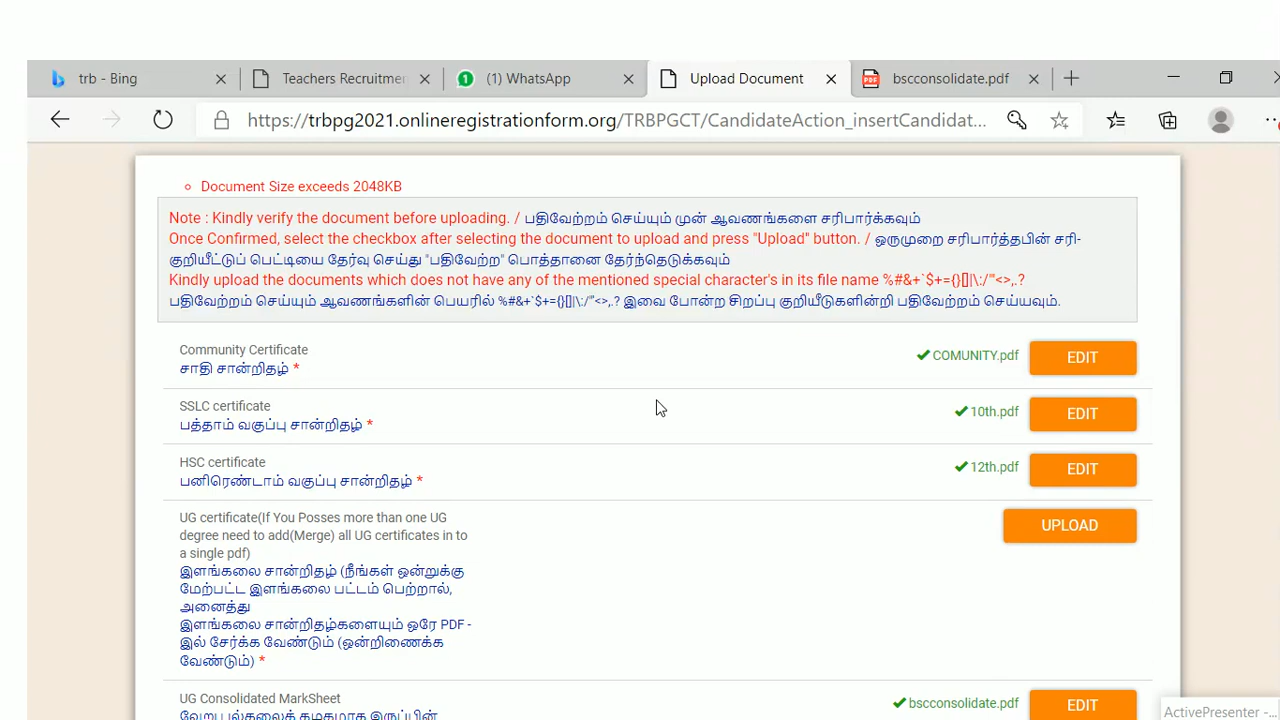 trb - Bing
Teachers Recruitme
(1) WhatsApp
Upload Document
bscconsolidate.pdf
https://trbpg2021.onlineregistrationform.org/TRBPGCT/CandidateAction_insertCandidat...
Document Size exceeds 2048KB
Note : Kindly verify the document before uploading. / பதிவேற்றம் செய்யும் முன் ஆவணங்களை சரிபார்க்கவும்
Once Confirmed, select the checkbox after selecting the document to upload and press "Upload" button. / ஒருமுறை சரிபார்த்தபின் சரி-
குறியீட்டுப் பெட்டியை தேர்வு செய்து "பதிவேற்ற" பொத்தானை தேர்ந்தெடுக்கவும்
Kindly upload the documents which does not have any of the mentioned special character's in its file name %#&+`$+={}[]|\:/'"<>,.?
பதிவேற்றம் செய்யும் ஆவணங்களின் பெயரில் %#&+`$+={}[]|\:/'"<>,.? இவை போன்ற சிறப்பு குறியீடுகளின்றி பதிவேற்றம் செய்யவும்.
Community Certificate
சாதி சான்றிதழ் *
COMUNITY.pdf
EDIT
SSLC certificate
பத்தாம் வகுப்பு சான்றிதழ் *
10th.pdf
EDIT
HSC certificate
பனிரெண்டாம் வகுப்பு சான்றிதழ் *
12th.pdf
EDIT
UG certificate(If You Posses more than one UG
degree need to add(Merge) all UG certificates in to
a single pdf)
இளங்கலை சான்றிதழ் (நீங்கள் ஒன்றுக்கு
மேற்பட்ட இளங்கலை பட்டம் பெற்றால்,
அனைத்து
இளங்கலை சான்றிதழ்களையும் ஒரே PDF -
இல் சேர்க்க வேண்டும் (ஒன்றிணைக்க
வேண்டும்) *
UPLOAD
UG Consolidated MarkSheet
வேறு பல்கலைக் கழகமாக இருப்பின்
bscconsolidate.pdf
EDIT
ActivePresenter -...